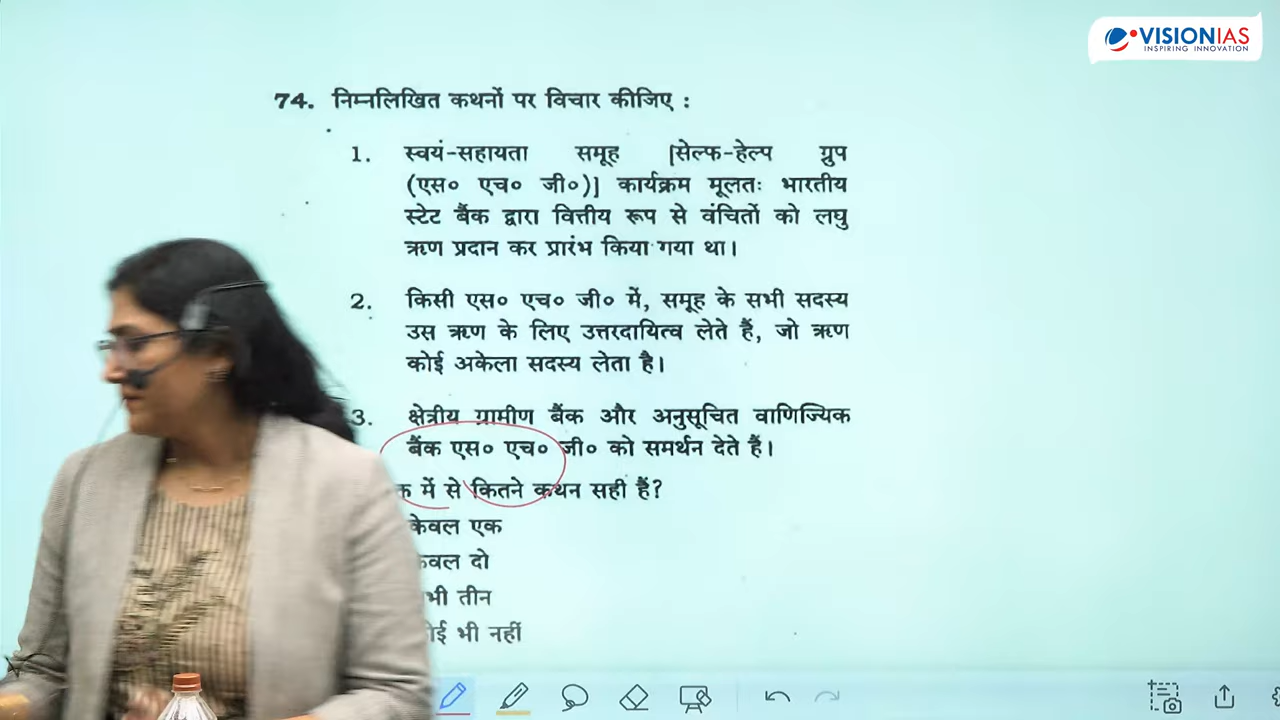 VISIONIAS
INSPIRING INNOVATION
74. निम्नलिखित कथनों पर विचार कीजिए :
1. स्वयं-सहायता समूह [सेल्फ-हेल्प ग्रुप
(एस० एच० जी०)] कार्यक्रम मूलतः भारतीय
स्टेट बैंक द्वारा वित्तीय रूप से वंचितों को लघु
ऋण प्रदान कर प्रारंभ किया गया था।
2. किसी एस० एच० जी० में, समूह के सभी सदस्य
उस ऋण के लिए उत्तरदायित्व लेते हैं, जो ऋण
कोई अकेला सदस्य लेता है।
3. क्षेत्रीय ग्रामीण बैंक और अनुसूचित वाणिज्यिक
बैंक एस० एच० जी० को समर्थन देते हैं।
में से कितने कथन सही हैं?
केवल एक
दो
तीन
भी नहीं